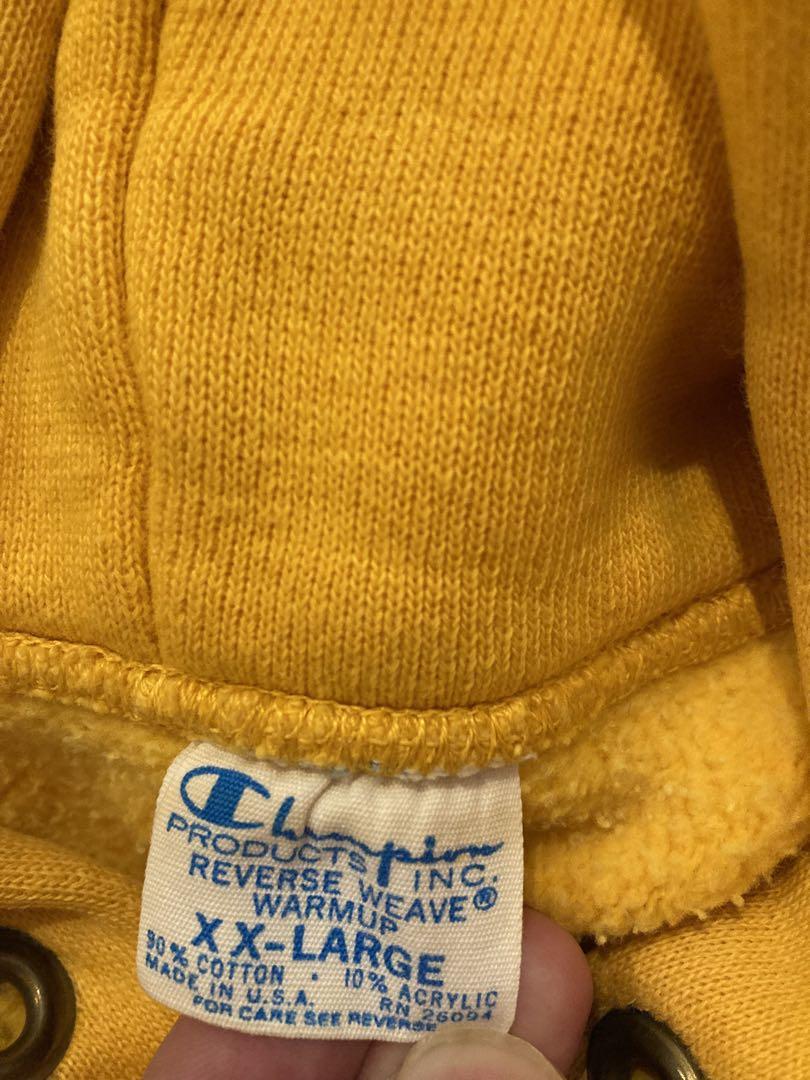 Champion
PRODUCTS INC.
REVERSE WEAVE®
WARMUP
XX-LARGE
90% COTTON · 10% ACRYLIC
MADE IN U.S.A. RN 26094
FOR CARE SEE REVERSE